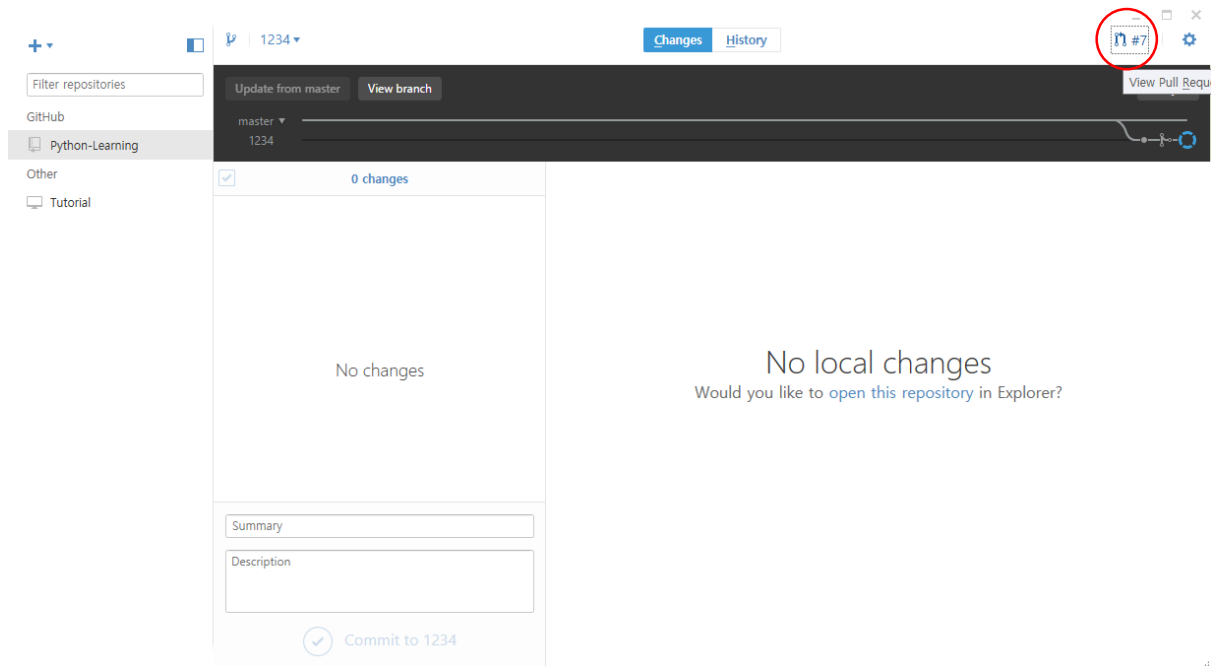 1234
Changes
History
#7
Filter repositories
Update from master
View branch
View Pull Requ
GitHub
master
Python-Learning
1234
Other
0 changes
Tutorial
No changes
No local changes
Would you like to open this repository in Explorer?
Summary
Description
Commit to 1234